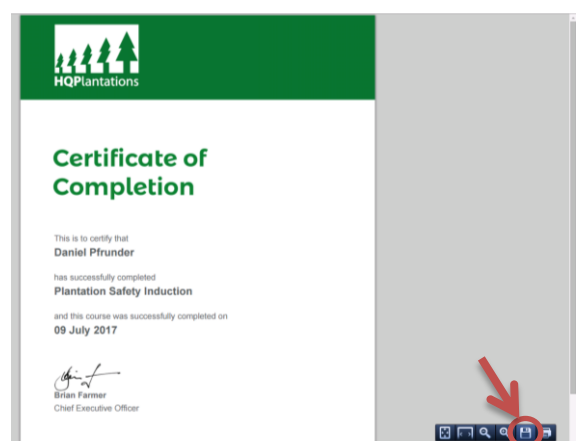 HQPlantations
Certificate of
Completion
This is to certify that
Daniel Pfrunder
has successfully completed
Plantation Safety Induction
and this course was successfully completed on
09 July 2017
Brian Farmer
Chief Executive Officer